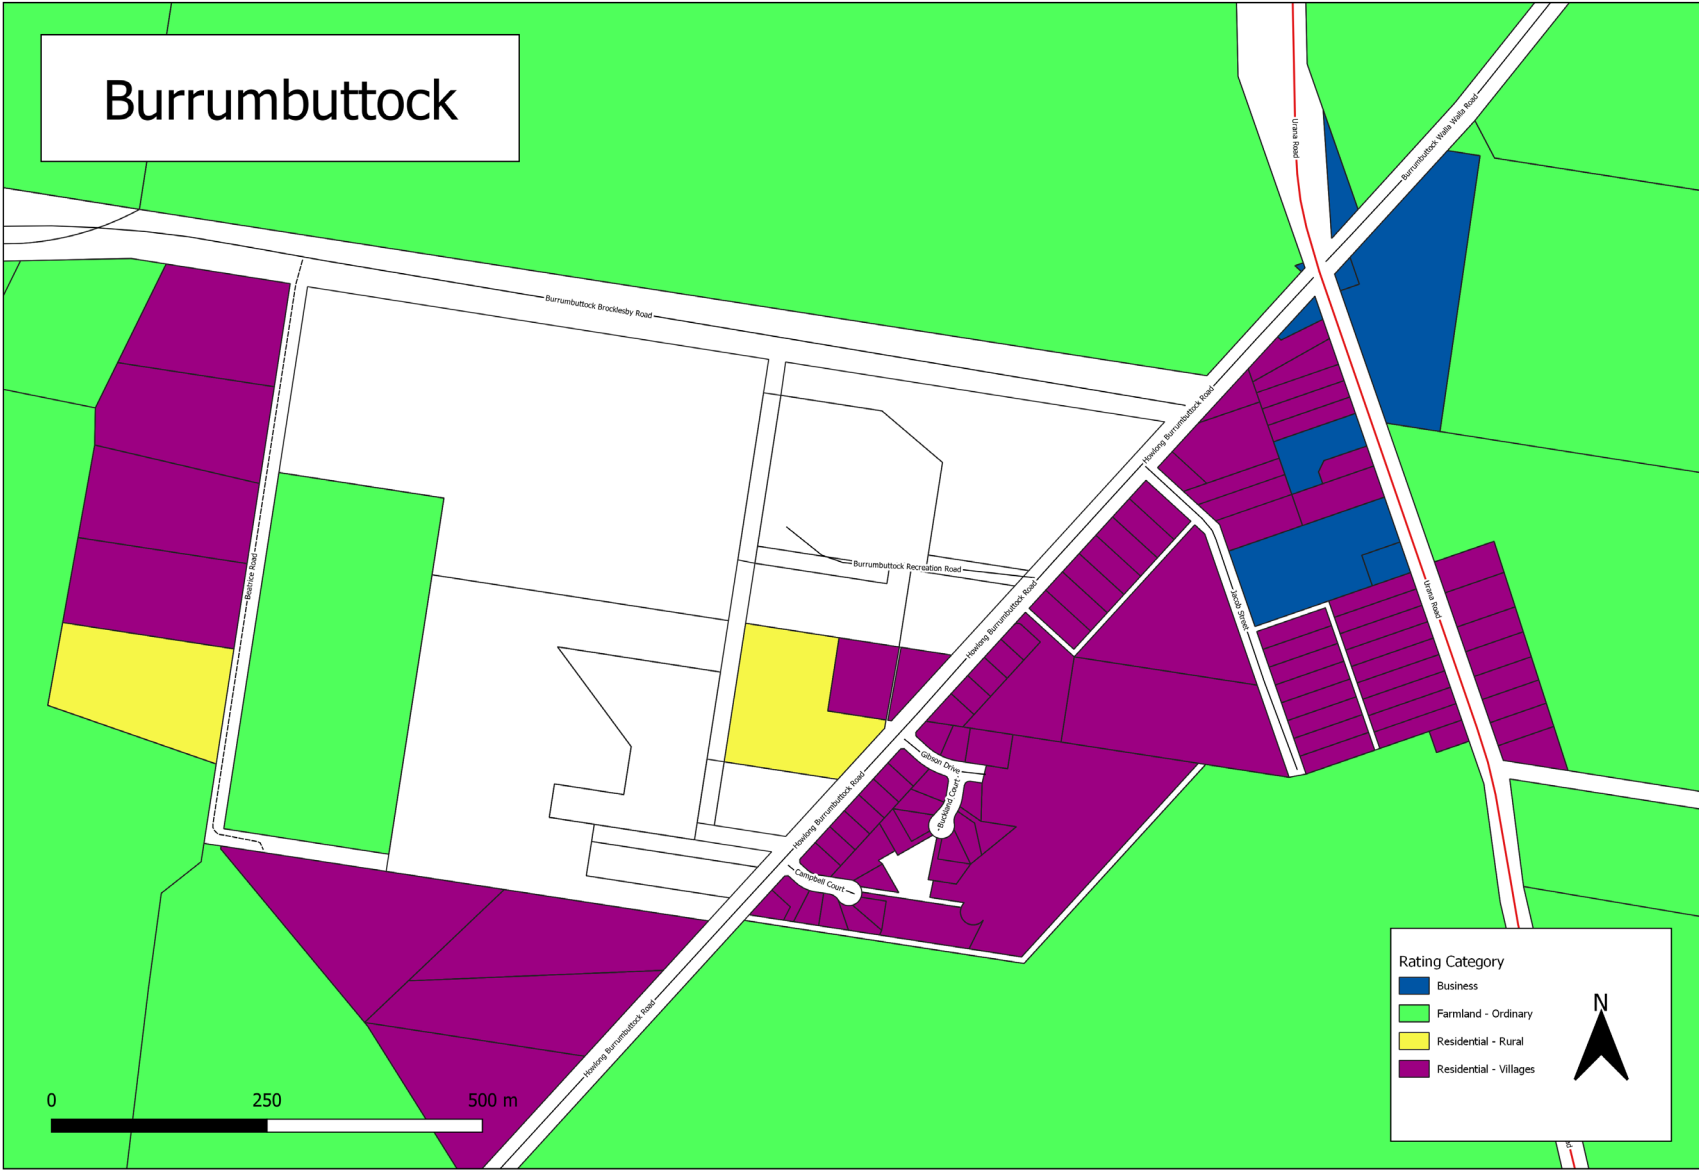 Burrumbuttock
Urana Road
Burrumbuttock Walla Walla Road
Burrumbuttock Brocklesby Road
Howlong Burrumbuttock Road
Beatrice Road
Burrumbuttock Recreation Road
Howlong Burrumbuttock Road
Jacob Street
Urana Road
Gibson Drive
Buckland Court
Howlong Burrumbuttock Road
Campbell Court
Howlong Burrumbuttock Road
Rating Category
Business
Farmland - Ordinary
Residential - Rural
Residential - Villages
N
0 250 500 m